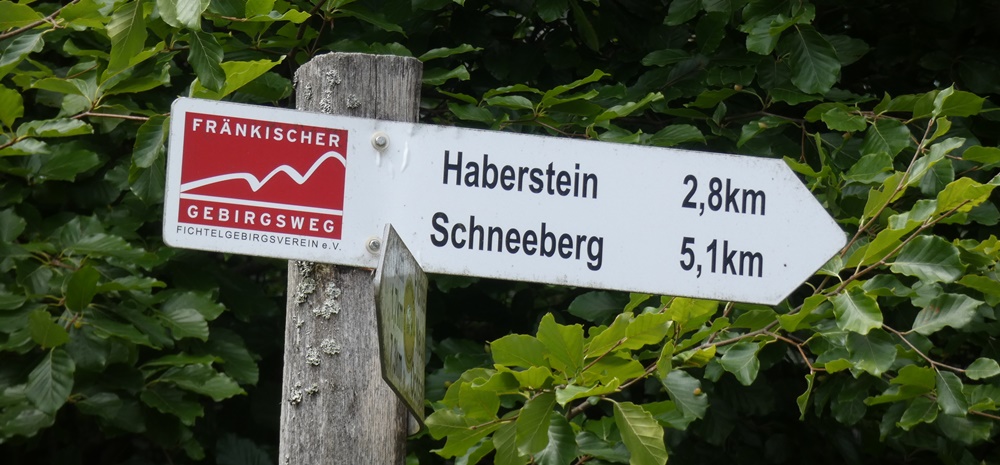 FRÄNKISCHER
GEBIRGSWEG
FICHTELGEBIRGSVEREIN e.V.
Haberstein 2,8km
Schneeberg 5,1km